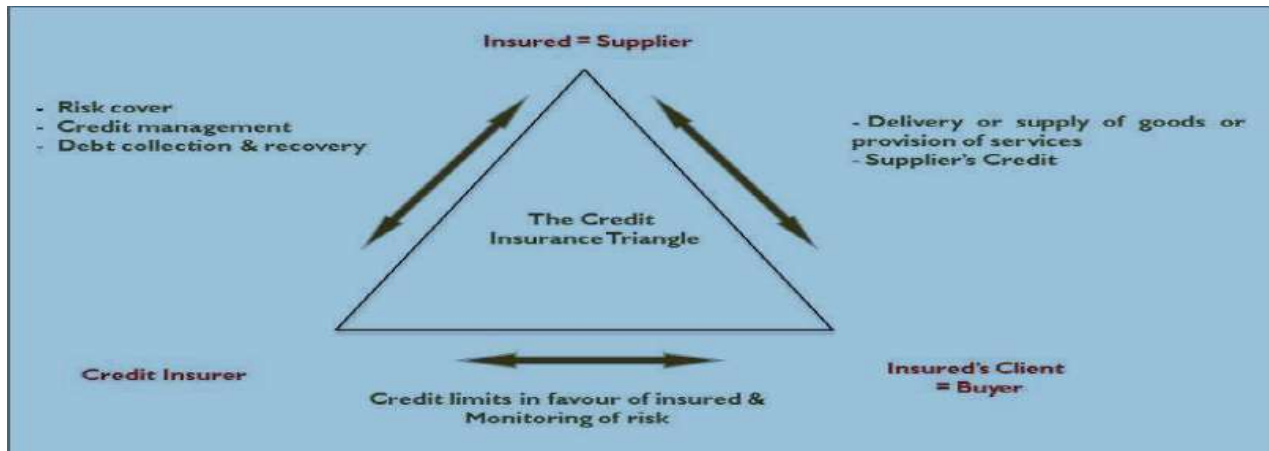 Insured = Supplier
- Risk cover
- Credit management
- Debt collection & recovery
- Delivery or supply of goods or
provision of services
- Supplier's Credit
The Credit
Insurance Triangle
Credit Insurer
Insured's Client
= Buyer
Credit limits in favour of insured &
Monitoring of risk